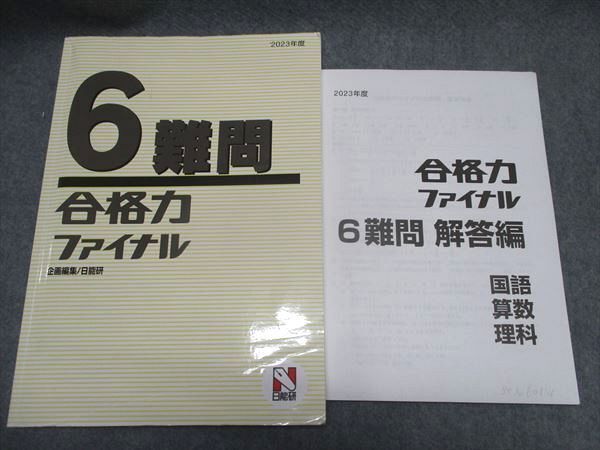 2023年度
6難問
合格力
ファイナル
企画編集/日能研
N
日能研
2023年度
合格力
ファイナル
6難問 解答編
国語
算数
理科